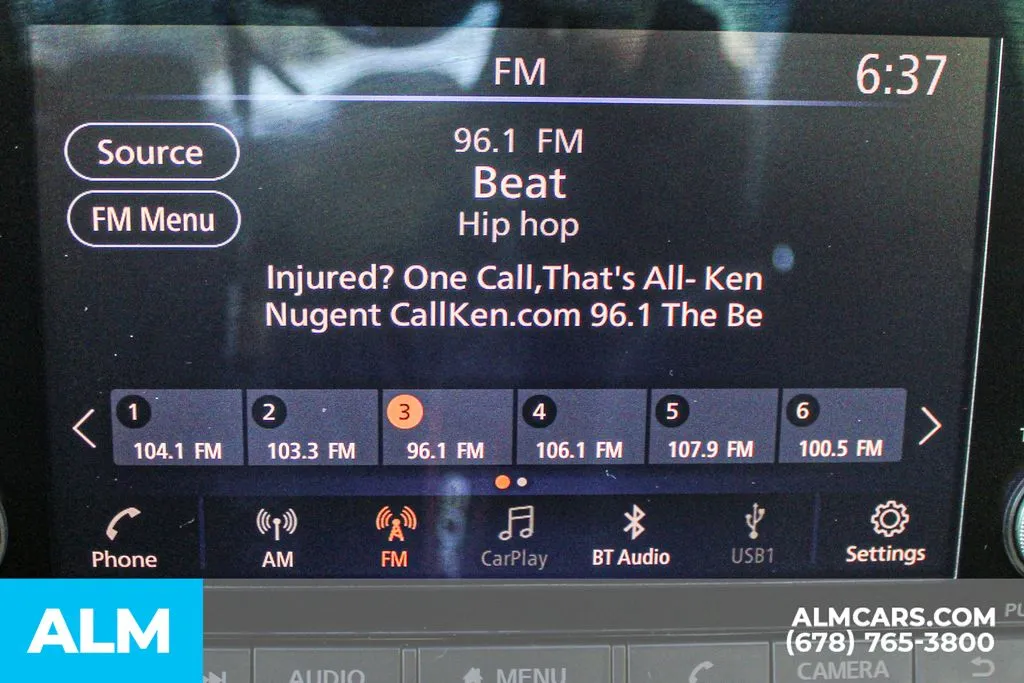 FM
6:37
Source
FM Menu
96.1 FM
Beat
Hip hop
Injured? One Call,That's All- Ken
Nugent CallKen.com 96.1 The Be
1
104.1 FM
2
103.3 FM
3
96.1 FM
4
106.1 FM
5
107.9 FM
6
100.5 FM
Phone
AM
FM
CarPlay
BT Audio
USB1
Settings
ALM
ALMCARS.COM
(678) 765-3800
AUDIO
MENU
CAMERA